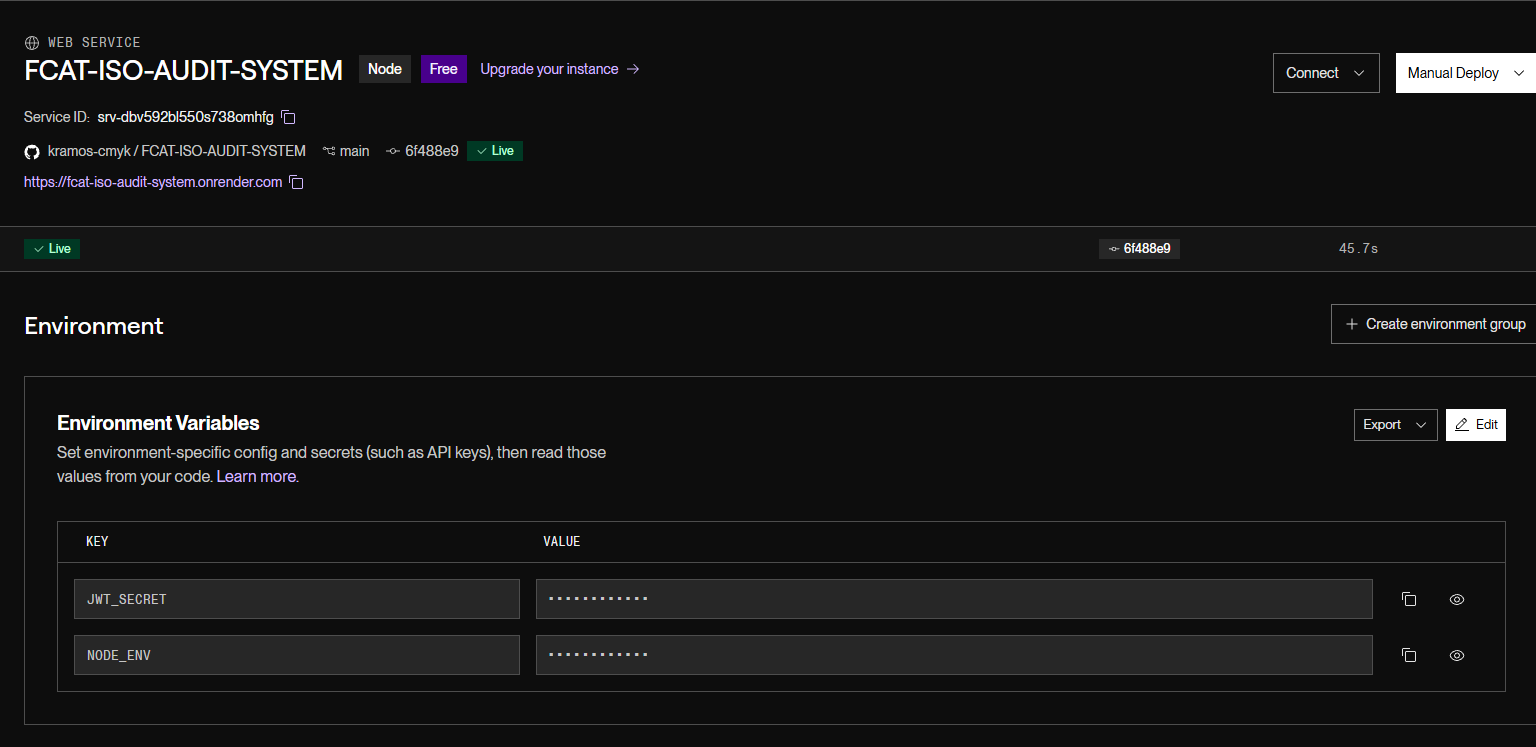 WEB SERVICE
FCAT-ISO-AUDIT-SYSTEM Node Free Upgrade your instance → Connect Manual Deploy
Service ID: srv-dbv592bl550s738omhfg
kramos-cmyk / FCAT-ISO-AUDIT-SYSTEM main 6f488e9 Live
https://fcat-iso-audit-system.onrender.com
Live 6f488e9 45.7s
Environment + Create environment group
Environment Variables Export Edit
Set environment-specific config and secrets (such as API keys), then read those
values from your code. Learn more.
KEY VALUE
JWT_SECRET ••••••••••••
NODE_ENV ••••••••••••